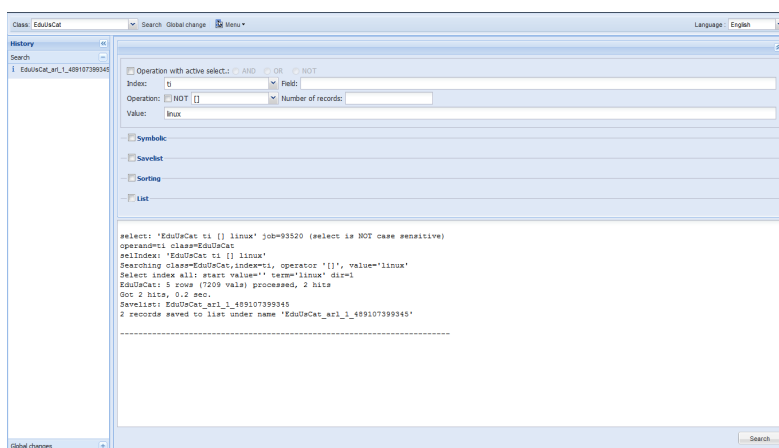 Class: EduUsCat Search Global change Menu Language : English
History
Search
EduUsCat_arl_1_489107399345
Operation with active select.: AND OR NOT
Index: ti Field:
Operation: NOT [] Number of records:
Value: linux
Symbolic
Savelist
Sorting
List
select: 'EduUsCat ti [] linux' job=93520 (select is NOT case sensitive)
operand=ti class=EduUsCat
selIndex: 'EduUsCat ti [] linux'
Searching class=EduUsCat,index=ti, operator '[]', value='linux'
Select index all: start value='' term='linux' dir=1
EduUsCat: 5 rows (7209 vals) processed, 2 hits
Got 2 hits, 0.2 sec.
Savelist: EduUsCat_arl_1_489107399345
2 records saved to list under name 'EduUsCat_arl_1_489107399345'
--------------------------------------------------------------------------
Search
Global changes